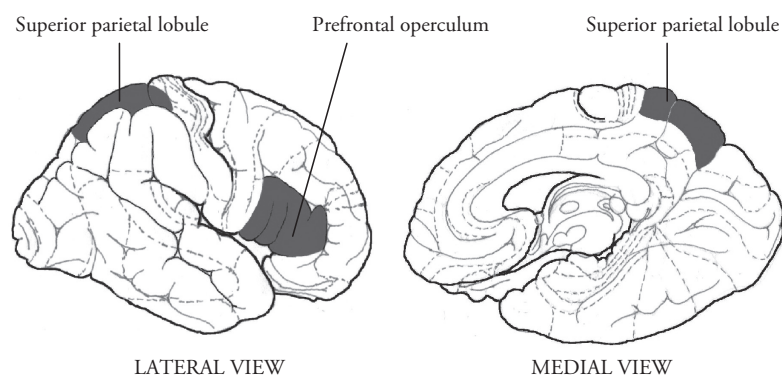 Superior parietal lobule
Prefrontal operculum
Superior parietal lobule
LATERAL VIEW
MEDIAL VIEW